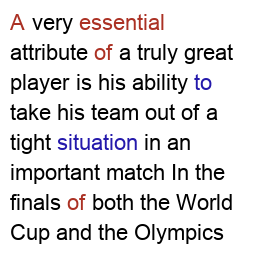 A very essential
attribute of a truly great
player is his ability to
take his team out of a
tight situation in an
important match In the
finals of both the World
Cup and the Olympics